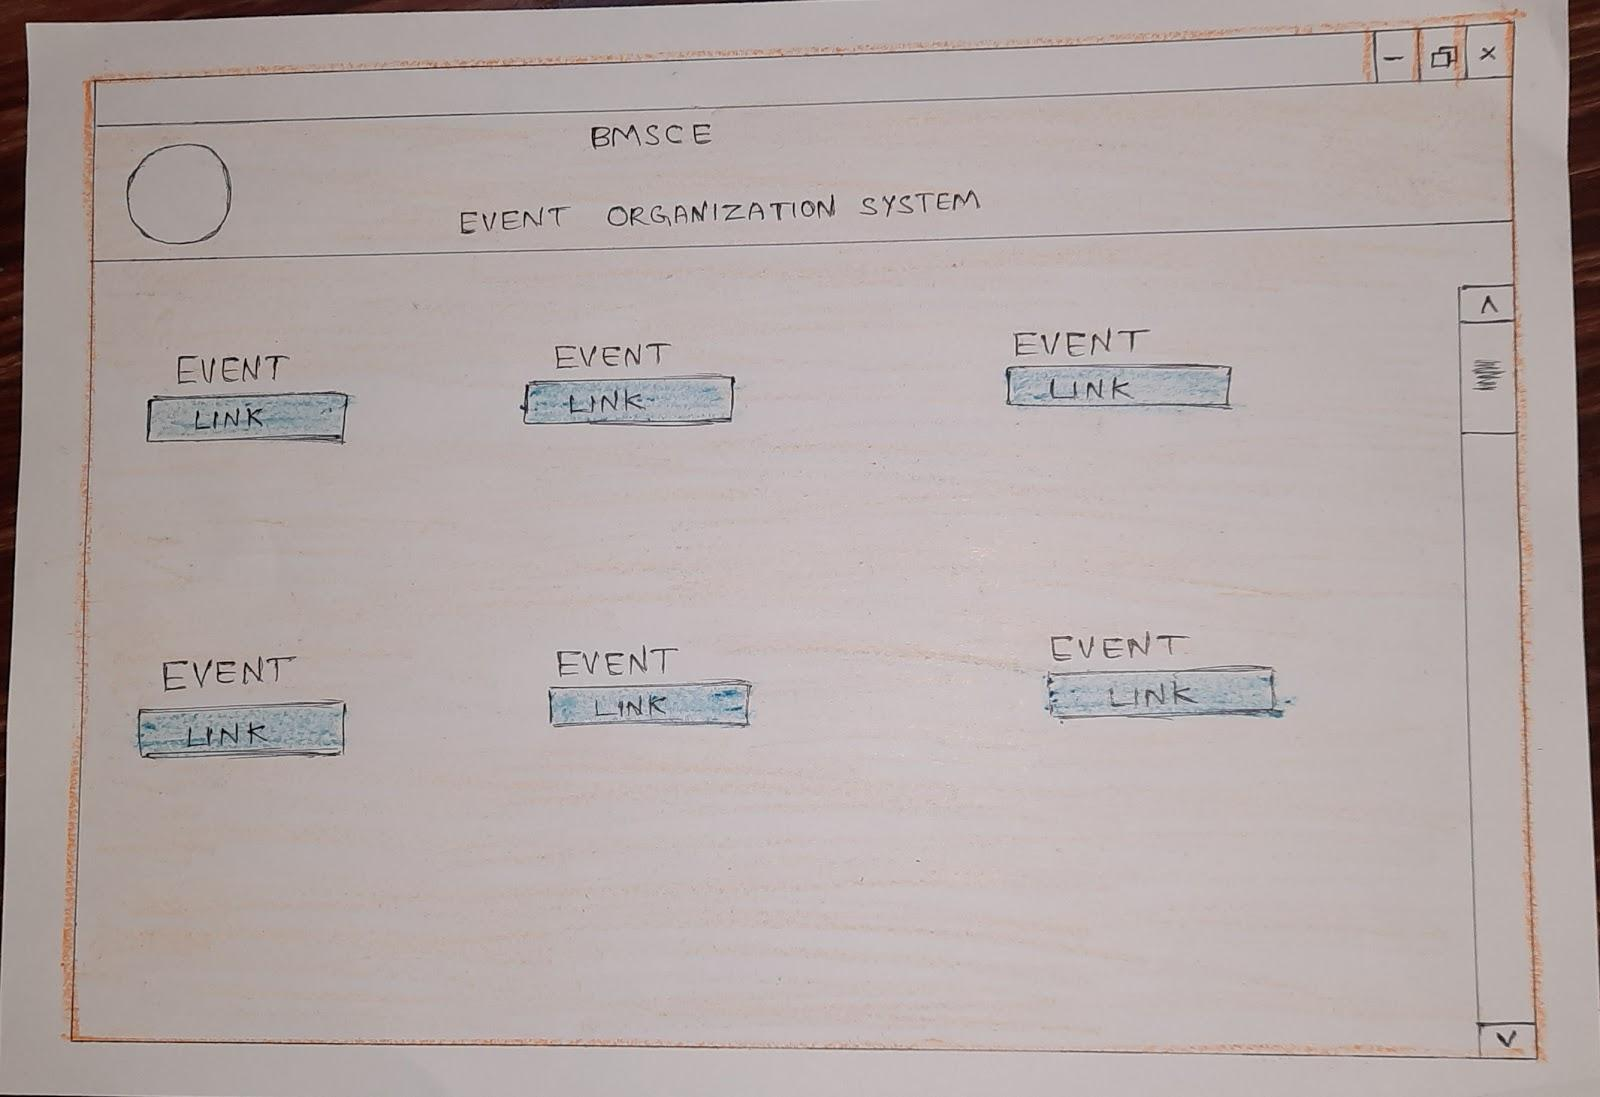 BMSCE
EVENT ORGANIZATION SYSTEM
EVENT
LINK
EVENT
LINK
EVENT
LINK
EVENT
LINK
EVENT
LINK
EVENT
LINK